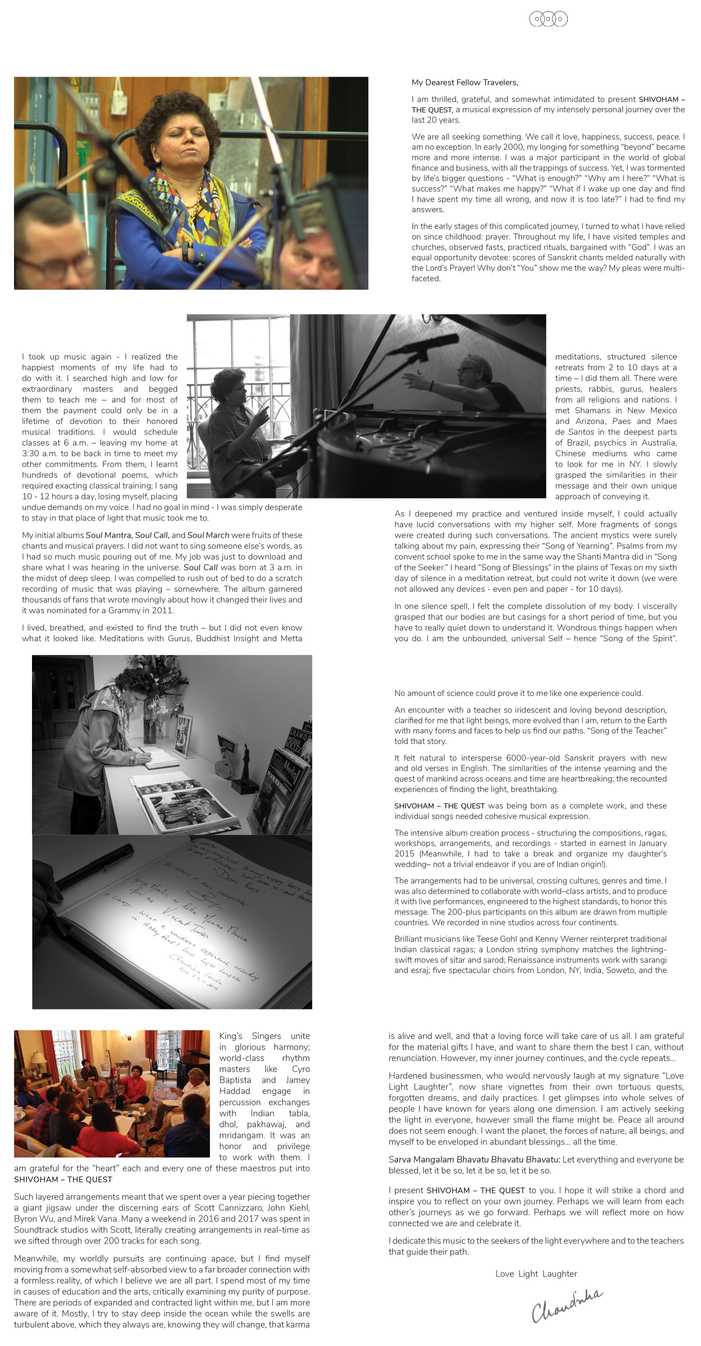 My Dearest Fellow Travelers,
I am thrilled, grateful, and somewhat intimidated to present SHIVOHAM –
THE QUEST, a musical expression of my intensely personal journey over the
last 20 years.
We are all seeking something. We call it love, happiness, success, peace. I
am no exception. In early 2000, my longing for something “beyond” became
more and more intense. I was a major participant in the world of global
finance and business, with all the trappings of success. Yet, I was tormented
by life's bigger questions - “What is enough?” “Why am I here?” “What is
success?” “What makes me happy?” “What if I wake up one day and find
I have spent my time all wrong, and now it is too late?” I had to find my
answers.
In the early stages of this complicated journey, I turned to what I have relied
on since childhood: prayer. Throughout my life, I have visited temples and
churches, observed fasts, practiced rituals, bargained with “God”. I was an
equal opportunity devotee: scores of Sanskrit chants melded naturally with
the Lord's Prayer! Why don't “You” show me the way? My pleas were multi-
faceted.
I took up music again - I realized the
happiest moments of my life had to
do with it. I searched high and low for
extraordinary masters and begged
them to teach me – and for most of
them the payment could only be in a
lifetime of devotion to their honored
musical traditions. I would schedule
classes at 6 a.m. – leaving my home at
3:30 a.m. to be back in time to meet my
other commitments. From them, I learnt
hundreds of devotional poems, which
required exacting classical training; I sang
10 - 12 hours a day, losing myself, placing
undue demands on my voice. I had no goal in mind - I was simply desperate
to stay in that place of light that music took me to.
My initial albums Soul Mantra, Soul Call, and Soul March were fruits of these
chants and musical prayers. I did not want to sing someone else's words, as
I had so much music pouring out of me. My job was just to download and
share what I was hearing in the universe. Soul Call was born at 3 a.m. in
the midst of deep sleep. I was compelled to rush out of bed to do a scratch
recording of music that was playing – somewhere. The album garnered
thousands of fans that wrote movingly about how it changed their lives and
it was nominated for a Grammy in 2011.
I lived, breathed, and existed to find the truth – but I did not even know
what it looked like. Meditations with Gurus, Buddhist Insight and Metta
meditations, structured silence
retreats from 2 to 10 days at a
time – I did them all. There were
priests, rabbis, gurus, healers
from all religions and nations. I
met Shamans in New Mexico
and Arizona, Paes and Maes
de Santos in the deepest parts
of Brazil, psychics in Australia,
Chinese mediums who came
to look for me in NY. I slowly
grasped the similarities in their
message and their own unique
approach of conveying it.
As I deepened my practice and ventured inside myself, I could actually
have lucid conversations with my higher self. More fragments of songs
were created during such conversations. The ancient mystics were surely
talking about my pain, expressing their “Song of Yearning”. Psalms from my
convent school spoke to me in the same way the Shanti Mantra did in “Song
of the Seeker.” I heard “Song of Blessings” in the plains of Texas on my sixth
day of silence in a meditation retreat, but could not write it down (we were
not allowed any devices - even pen and paper - for 10 days).
In one silence spell, I felt the complete dissolution of my body. I viscerally
grasped that our bodies are but casings for a short period of time, but you
have to really quiet down to understand it. Wondrous things happen when
you do. I am the unbounded, universal Self – hence “Song of the Spirit”.
No amount of science could prove it to me like one experience could.
An encounter with a teacher so iridescent and loving beyond description,
clarified for me that light beings, more evolved than I am, return to the Earth
with many forms and faces to help us find our paths. “Song of the Teacher”
told that story.
It felt natural to intersperse 6000-year-old Sanskrit prayers with new
and old verses in English. The similarities of the intense yearning and the
quest of mankind across oceans and time are heartbreaking; the recounted
experiences of finding the light, breathtaking.
SHIVOHAM – THE QUEST was being born as a complete work, and these
individual songs needed cohesive musical expression.
The intensive album creation process - structuring the compositions, ragas,
workshops, arrangements, and recordings - started in earnest in January
2015 (Meanwhile, I had to take a break and organize my daughter's
wedding– not a trivial endeavor if you are of Indian origin!).
The arrangements had to be universal, crossing cultures, genres and time. I
was also determined to collaborate with world–class artists, and to produce
it with live performances, engineered to the highest standards, to honor this
message. The 200-plus participants on this album are drawn from multiple
countries. We recorded in nine studios across four continents.
Brilliant musicians like Teese Gohl and Kenny Werner reinterpret traditional
Indian classical ragas; a London string symphony matches the lightning-
swift moves of sitar and sarod; Renaissance instruments work with sarangi
and esraj; five spectacular choirs from London, NY, India, Soweto, and the
King's Singers unite
in glorious harmony;
world-class rhythm
masters like Cyro
Baptista and Jamey
Haddad engage in
percussion exchanges
with Indian tabla,
dhol, pakhawaj, and
mridangam. It was an
honor and privilege
to work with them. I
am grateful for the “heart” each and every one of these maestros put into
SHIVOHAM – THE QUEST
Such layered arrangements meant that we spent over a year piecing together
a giant jigsaw under the discerning ears of Scott Cannizzaro, John Kiehl,
Byron Wu, and Mirek Vana. Many a weekend in 2016 and 2017 was spent in
Soundtrack studios with Scott, literally creating arrangements in real-time as
we sifted through over 200 tracks for each song.
Meanwhile, my worldly pursuits are continuing apace, but I find myself
moving from a somewhat self-absorbed view to a far broader connection with
a formless reality, of which I believe we are all part. I spend most of my time
in causes of education and the arts, critically examining my purity of purpose.
There are periods of expanded and contracted light within me, but I am more
aware of it. Mostly, I try to stay deep inside the ocean while the swells are
turbulent above, which they always are, knowing they will change, that karma
is alive and well, and that a loving force will take care of us all. I am grateful
for the material gifts I have, and want to share them the best I can, without
renunciation. However, my inner journey continues, and the cycle repeats...
Hardened businessmen, who would nervously laugh at my signature “Love
Light Laughter”, now share vignettes from their own tortuous quests,
forgotten dreams, and daily practices. I get glimpses into whole selves of
people I have known for years along one dimension. I am actively seeking
the light in everyone, however small the flame might be. Peace all around
does not seem enough. I want the planet, the forces of nature, all beings, and
myself to be enveloped in abundant blessings... all the time.
Sarva Mangalam Bhavatu Bhavatu Bhavatu: Let everything and everyone be
blessed, let it be so, let it be so, let it be so.
I present SHIVOHAM – THE QUEST to you. I hope it will strike a chord and
inspire you to reflect on your own journey. Perhaps we will learn from each
other's journeys as we go forward. Perhaps we will reflect more on how
connected we are and celebrate it.
I dedicate this music to the seekers of the light everywhere and to the teachers
that guide their path.
Love Light Laughter
Chandrika